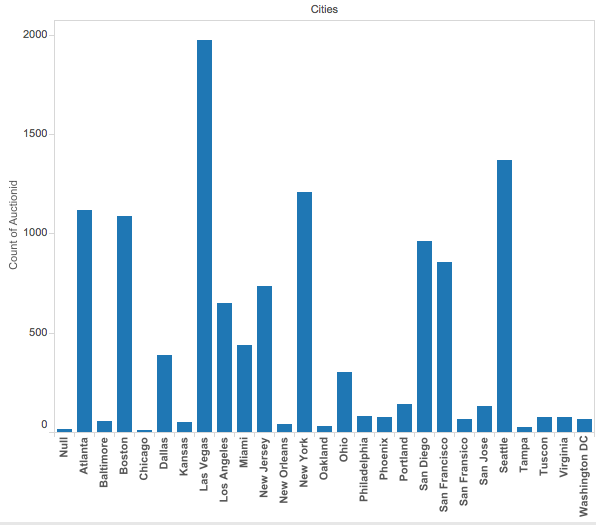 Cities
Count of Auctionid
2000
1500
1000
500
0
Null
Atlanta
Baltimore
Boston
Chicago
Dallas
Kansas
Las Vegas
Los Angeles
Miami
New Jersey
New Orleans
New York
Oakland
Ohio
Philadelphia
Phoenix
Portland
San Diego
San Francisco
San Fransico
San Jose
Seattle
Tampa
Tuscon
Virginia
Washington DC